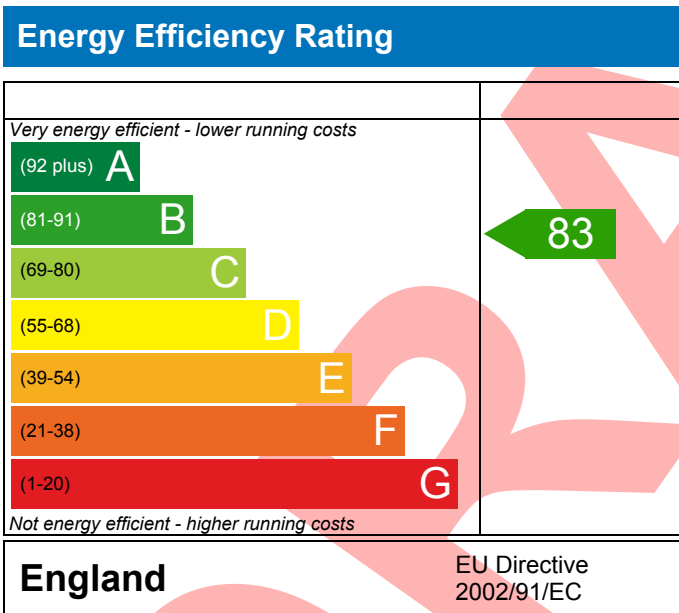 Energy Efficiency Rating
Very energy efficient - lower running costs
(92 plus) A
(81-91) B
83
(69-80) C
(55-68) D
(39-54) E
(21-38) F
(1-20) G
Not energy efficient - higher running costs
England
EU Directive
2002/91/EC